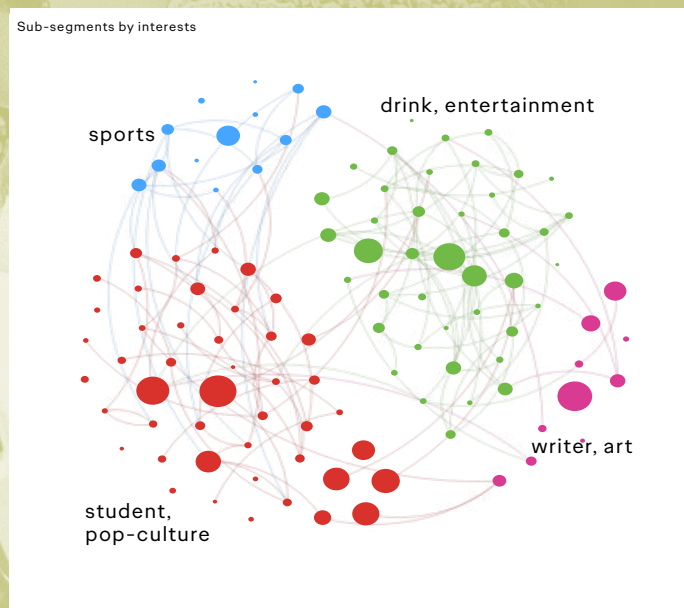 Sub-segments by interests
drink, entertainment
sports
writer, art
student,
pop-culture